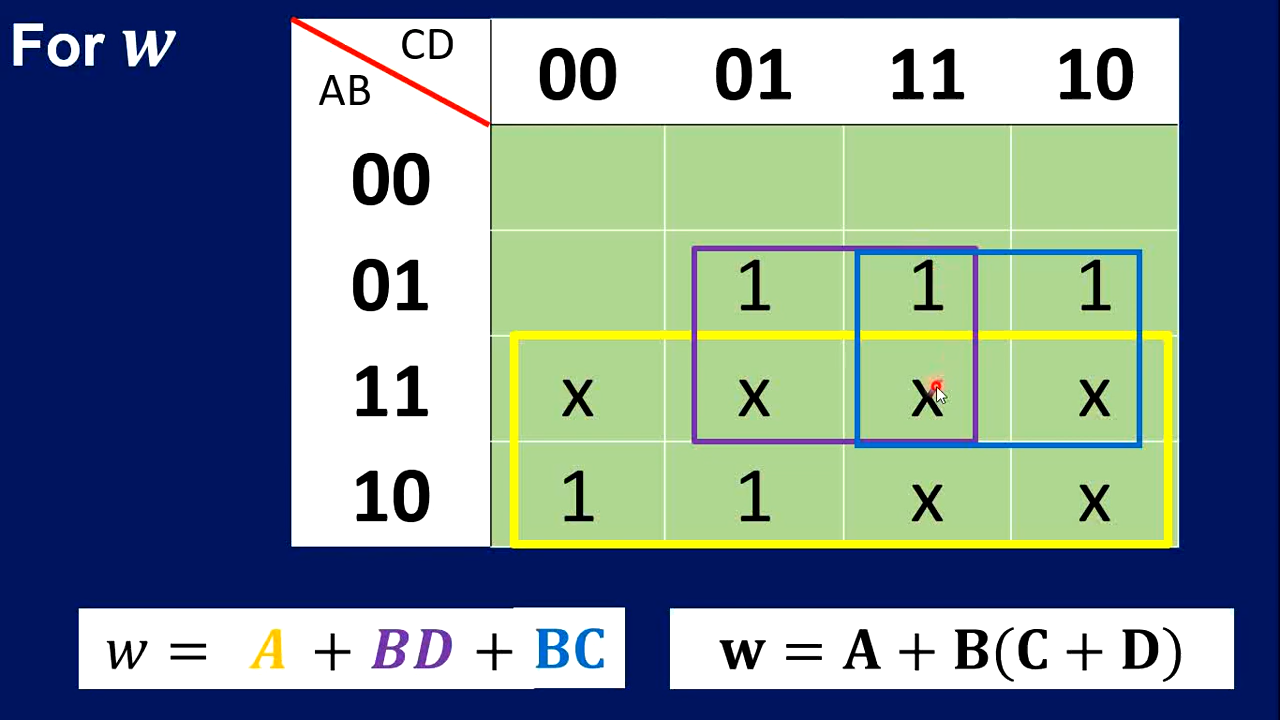 For w
CD
AB
00 01 11 10
00
01 1 1 1
11 x x x x
10 1 1 x x
w = A + BD + BC
w = A + B(C + D)